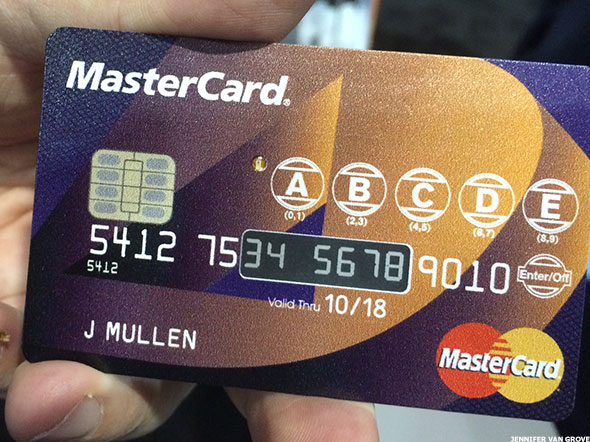 MasterCard®
A B C D E
(0,1) (2,3) (4,5) (6,7) (8,9)
5412 7534 5678 9010 Enter/Off
5412
Valid Thru 10/18
J MULLEN
MasterCard
JENNIFER VAN GROVE